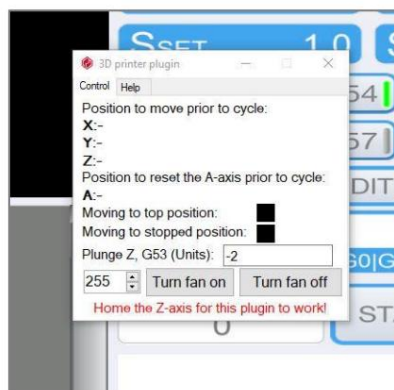 SSET 1.0 S
3D printer plugin
Control Help
54
Position to move prior to cycle:
X:-
Y:-
57
Z:-
Position to reset the A-axis prior to cycle:
DIT
A:-
Moving to top position:
Moving to stopped position:
Plunge Z, G53 (Units): -2
G0|G
255 Turn fan on Turn fan off
Home the Z-axis for this plugin to work!
0 STA